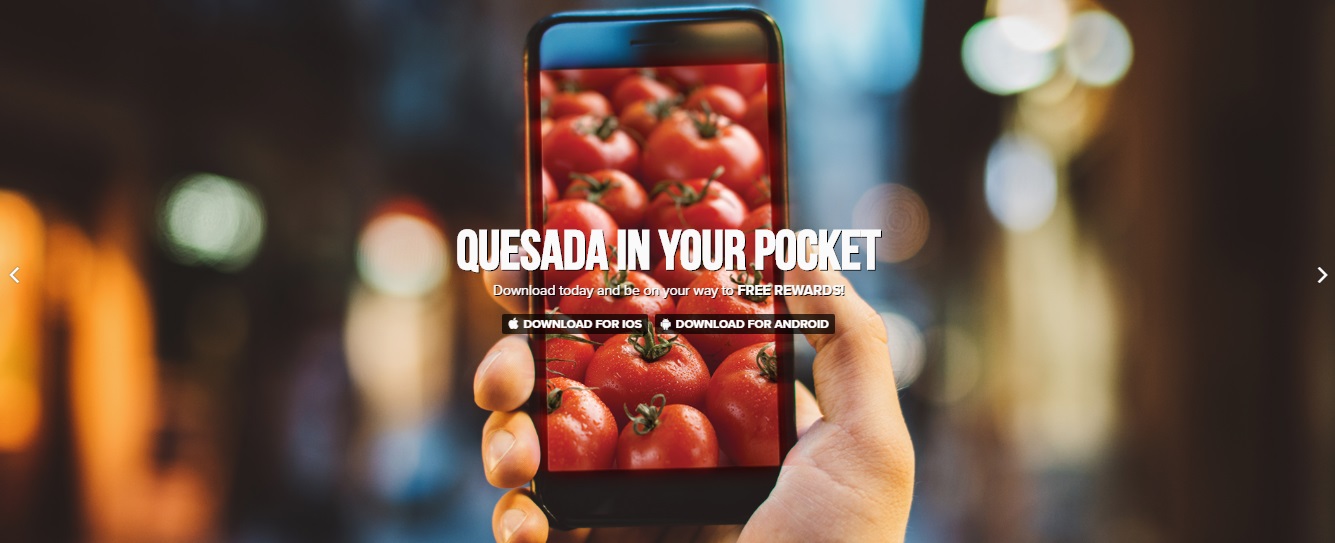 QUESADA IN YOUR POCKET
Download today and be on your way to FREE REWARDS!
DOWNLOAD FOR IOS DOWNLOAD FOR ANDROID